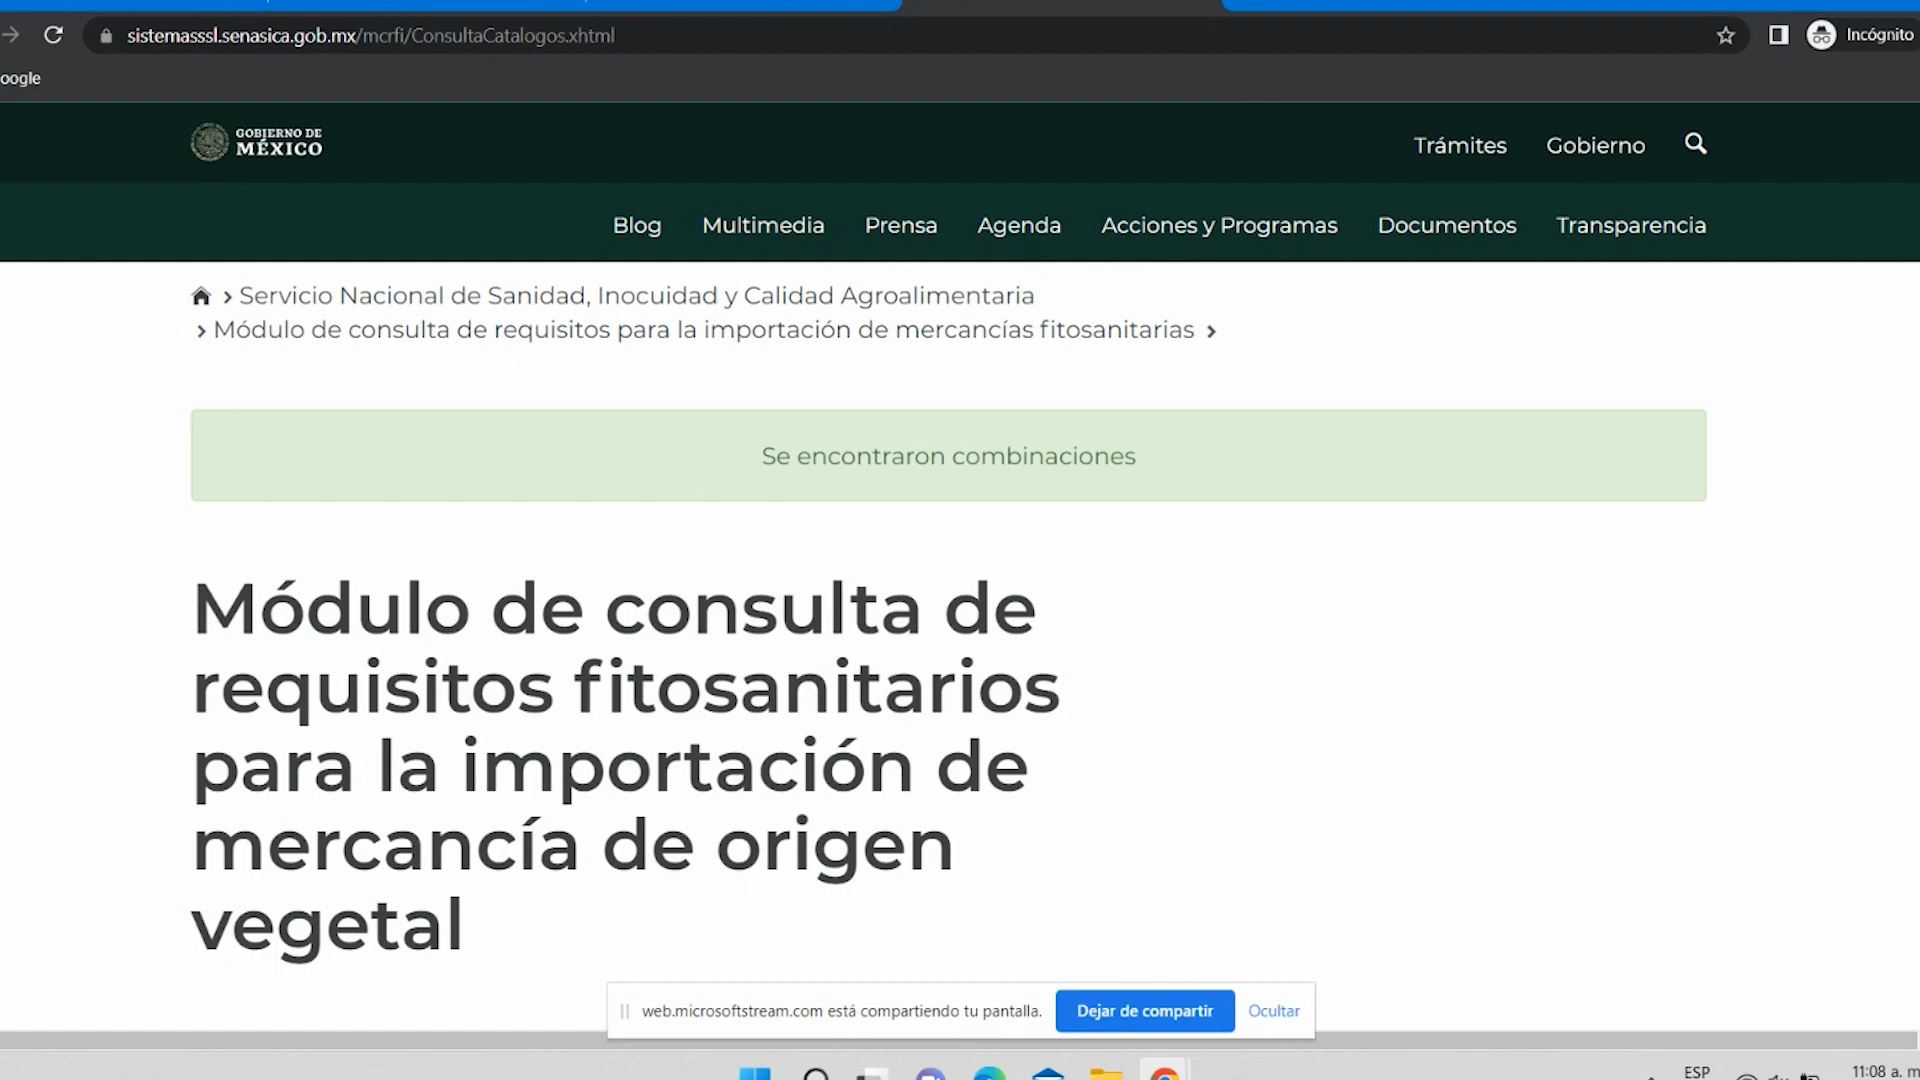 sistemasssl.senasica.gob.mx/mcrfi/ConsultaCatalogos.xhtml
Incógnito
oogle
GOBIERNO DE
MÉXICO
Trámites Gobierno
Blog Multimedia Prensa Agenda Acciones y Programas Documentos Transparencia
> Servicio Nacional de Sanidad, Inocuidad y Calidad Agroalimentaria
> Módulo de consulta de requisitos para la importación de mercancías fitosanitarias >
Se encontraron combinaciones
Módulo de consulta de
requisitos fitosanitarios
para la importación de
mercancía de origen
vegetal
web.microsoftstream.com está compartiendo tu pantalla. Dejar de compartir Ocultar
ESP
11:08 a. m